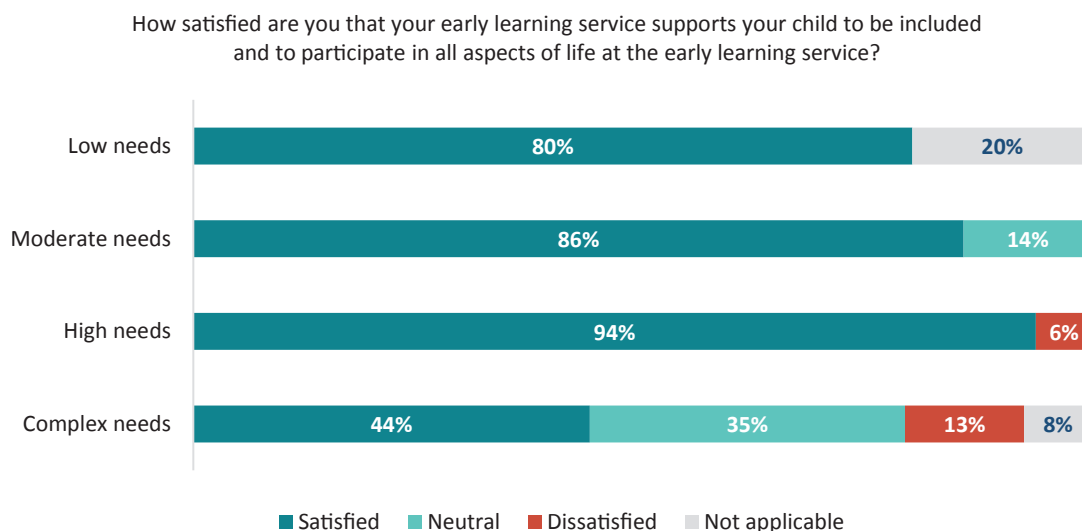 How satisfied are you that your early learning service supports your child to be included
and to participate in all aspects of life at the early learning service?
Low needs 80% 20%
Moderate needs 86% 14%
High needs 94% 6%
Complex needs 44% 35% 13% 8%
Satisfied Neutral Dissatisfied Not applicable